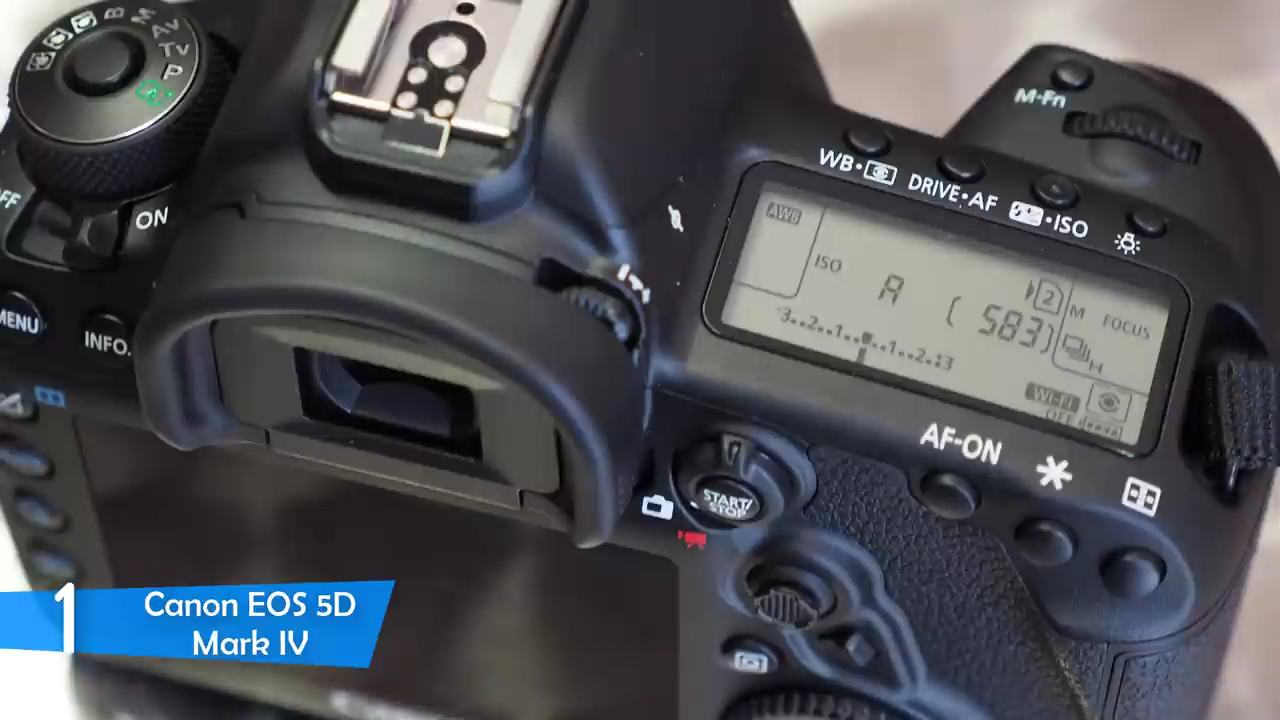 B
M
Av
Tv
P
A+
M-Fn
WB•
DRIVE•AF
•ISO
FF
ON
MENU
INFO.
AWB
ISO
A
( 583)
2
M
FOCUS
-3..2..1..0..1..2.:3
H
Wi-Fi
OFF
AF-ON
START/
STOP
1
Canon EOS 5D
Mark IV